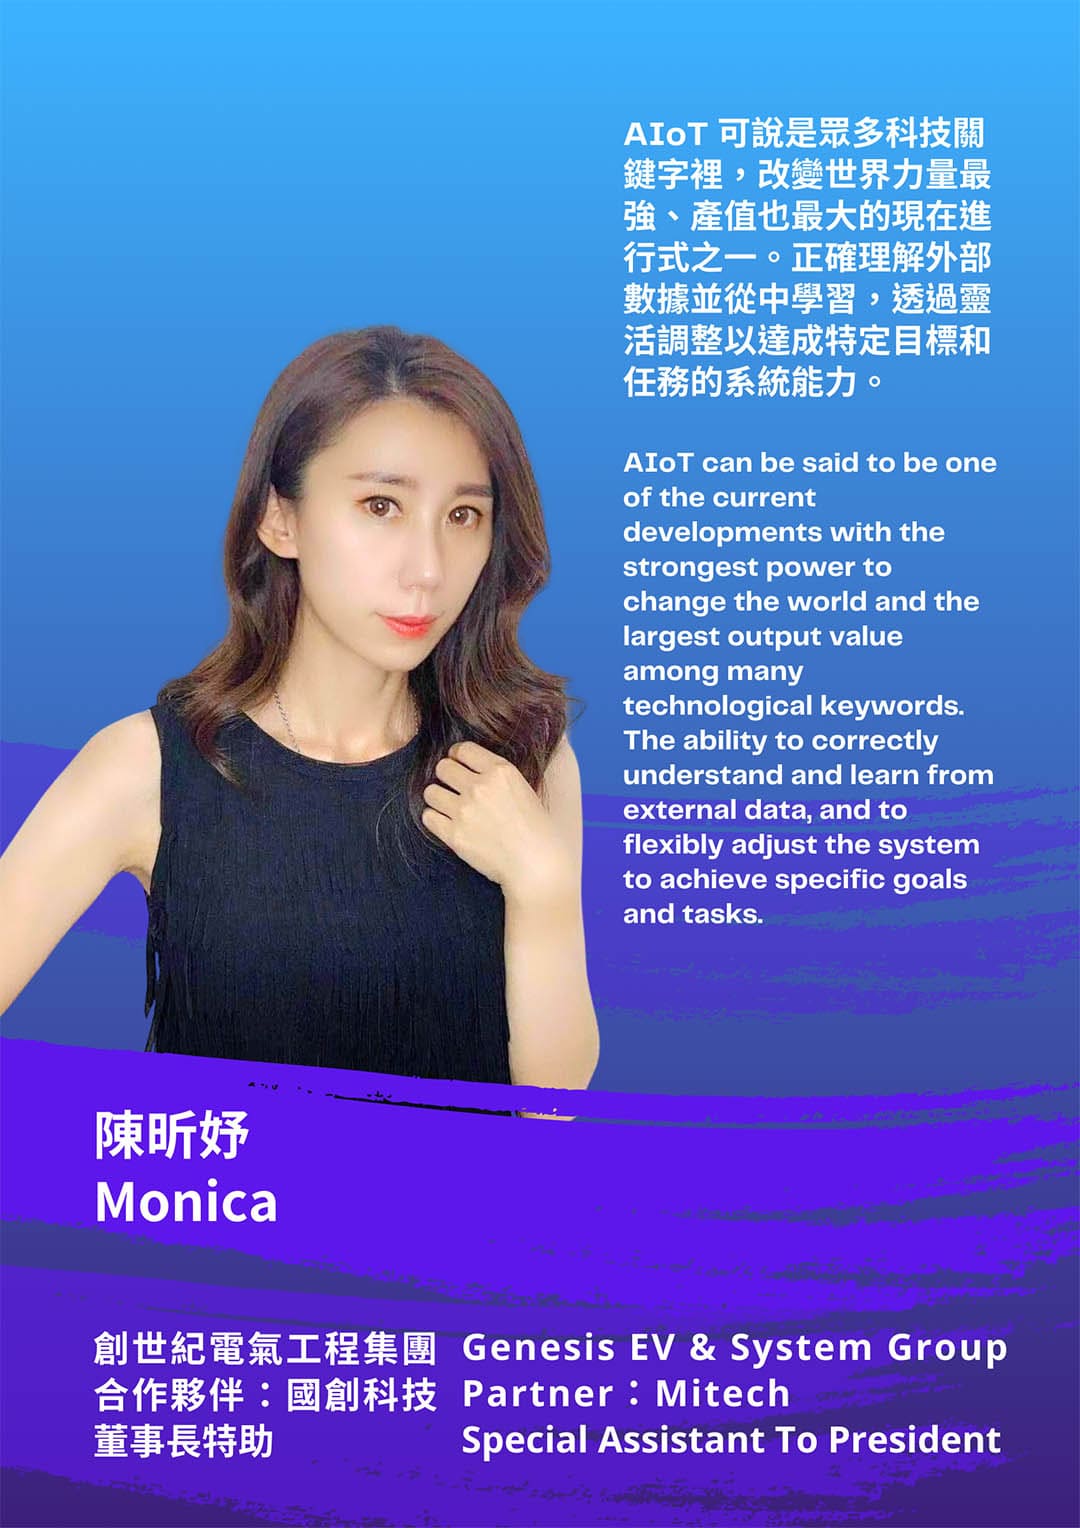 AIoT 可說是眾多科技關
鍵字裡，改變世界力量最
強、產值也最大的現在進
行式之一。正確理解外部
數據並從中學習，透過靈
活調整以達成特定目標和
任務的系統能力。
AIoT can be said to be one
of the current
developments with the
strongest power to
change the world and the
largest output value
among many
technological keywords.
The ability to correctly
understand and learn from
external data, and to
flexibly adjust the system
to achieve specific goals
and tasks.
陳昕妤
Monica
創世紀電氣工程集團
合作夥伴：國創科技
董事長特助
Genesis EV & System Group
Partner：Mitech
Special Assistant To President